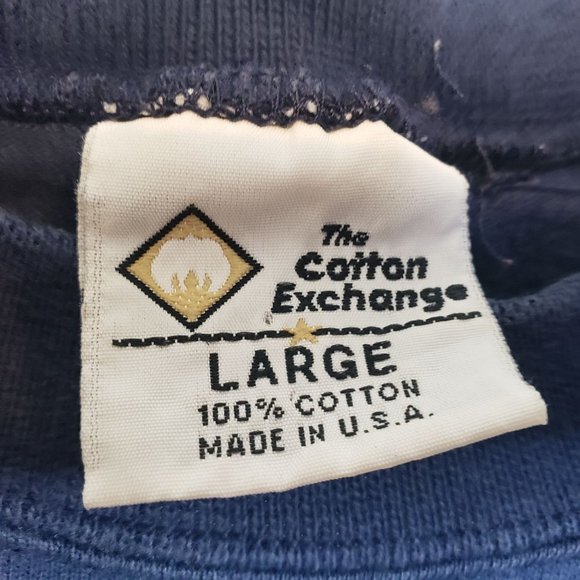 The
Cotton
Exchange
LARGE
100% COTTON
MADE IN U.S.A.